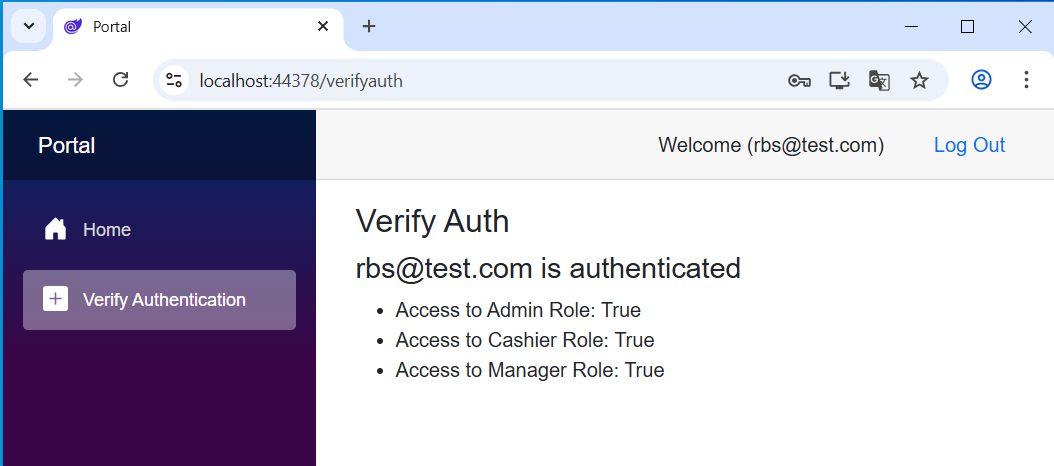 Portal
localhost:44378/verifyauth
Portal
Welcome (rbs@test.com)
Log Out
Home
Verify Authentication
Verify Auth
rbs@test.com is authenticated
Access to Admin Role: True
Access to Cashier Role: True
Access to Manager Role: True